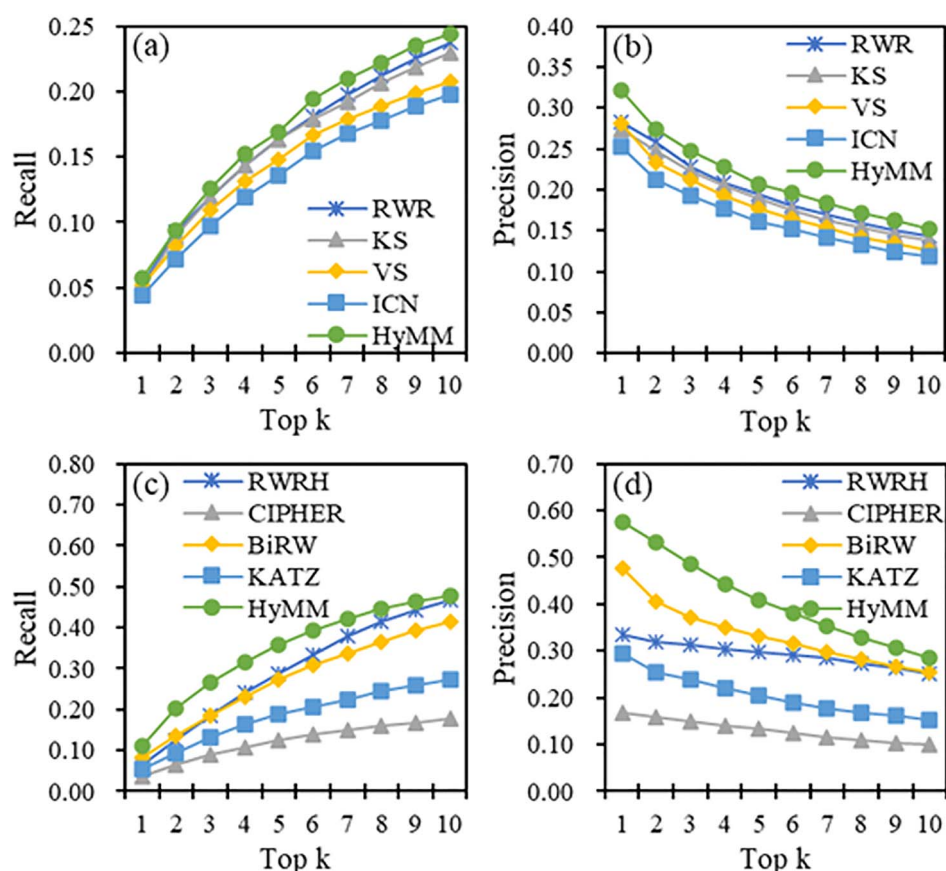 (a)
Recall
0.25
0.20
0.15
0.10
0.05
0.00
RWR
KS
VS
ICN
HyMM
1 2 3 4 5 6 7 8 9 10
Top k
(b)
Precision
0.40
0.35
0.30
0.25
0.20
0.15
0.10
0.05
0.00
RWR
KS
VS
ICN
HyMM
1 2 3 4 5 6 7 8 9 10
Top k
(c)
Recall
0.80
0.70
0.60
0.50
0.40
0.30
0.20
0.10
0.00
RWRH
CIPHER
BiRW
KATZ
HyMM
1 2 3 4 5 6 7 8 9 10
Top k
(d)
Precision
0.70
0.60
0.50
0.40
0.30
0.20
0.10
0.00
RWRH
CIPHER
BiRW
KATZ
HyMM
1 2 3 4 5 6 7 8 9 10
Top k